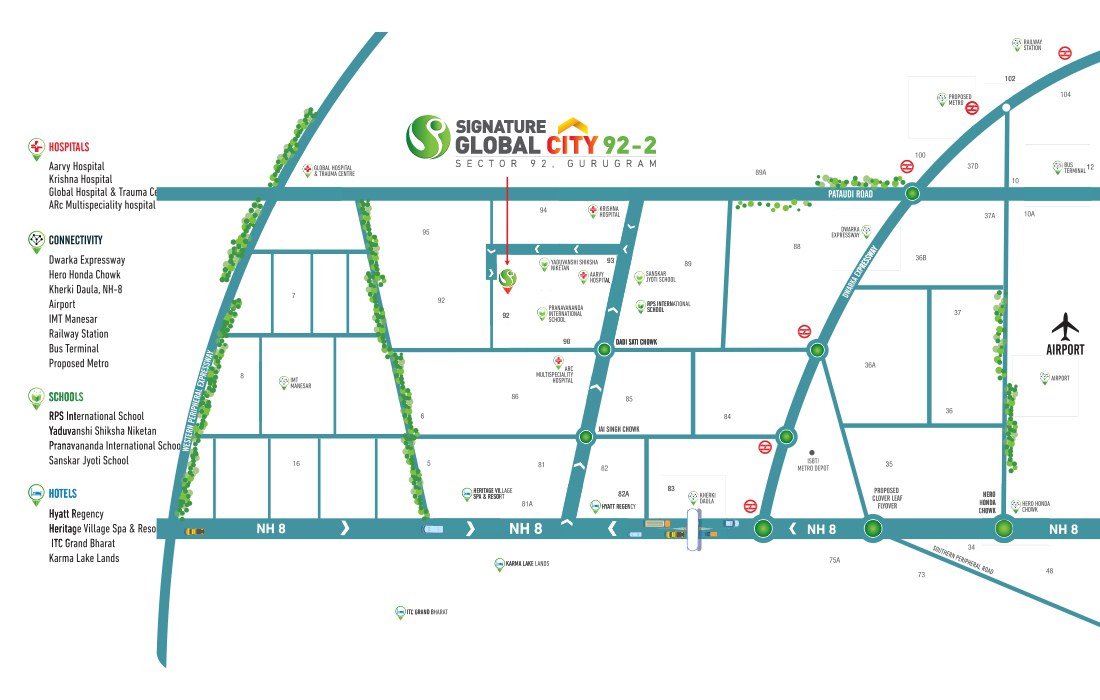 HOSPITALS
Aarvy Hospital
Krishna Hospital
Global Hospital & Trauma Ce
ARc Multispeciality hospital
CONNECTIVITY
Dwarka Expressway
Hero Honda Chowk
Kherki Daula, NH-8
Airport
IMT Manesar
Railway Station
Bus Terminal
Proposed Metro
SCHOOLS
RPS International School
Yaduvanshi Shiksha Niketan
Pranavananda International Schoo
Sanskar Jyoti School
HOTELS
Hyatt Regency
Heritage Village Spa & Reso
ITC Grand Bharat
Karma Lake Lands
SIGNATURE
GLOBAL CITY 92-2
SECTOR 92, GURUGRAM
RAILWAY
STATION
102
104
PROPOSED
METRO
100
37D
BUS
TERMINAL
12
10
GLOBAL HOSPITAL
& TRAUMA CENTRE
89A
PATAUDI ROAD
94
KRISHNA
HOSPITAL
37A
10A
95
DWARKA
EXPRESSWAY
88
36B
93
YADUVANSHI SHIKSHA
NIKETAN
AARVY
HOSPITAL
SANSKAR
JYOTI SCHOOL
89
DWARKA EXPRESSWAY
7
92
92
PRANAVANANDA
INTERNATIONAL
SCHOOL
RPS INTERNATIONAL
SCHOOL
37
90
DADI SATI CHOWK
AIRPORT
WESTERN PERIPHERAL EXPRESSWAY
8
IMT
MANESAR
ARC
MULTISPECIALITY
HOSPITAL
36A
AIRPORT
86
85
84
36
6
JAI SINGH CHOWK
16
5
81
82
ISBT/
METRO DEPOT
35
HERITAGE VILLAGE
SPA & RESORT
81A
82A
83
HYATT REGENCY
KHERKI
DAULA
PROPOSED
CLOVER LEAF
FLYOVER
HERO
HONDA
CHOWK
HERO HONDA
CHOWK
NH 8
NH 8
NH 8
NH 8
KARMA LAKE LANDS
75A
73
SOUTHERN PERIPHERAL ROAD
34
48
ITC GRAND BHARAT